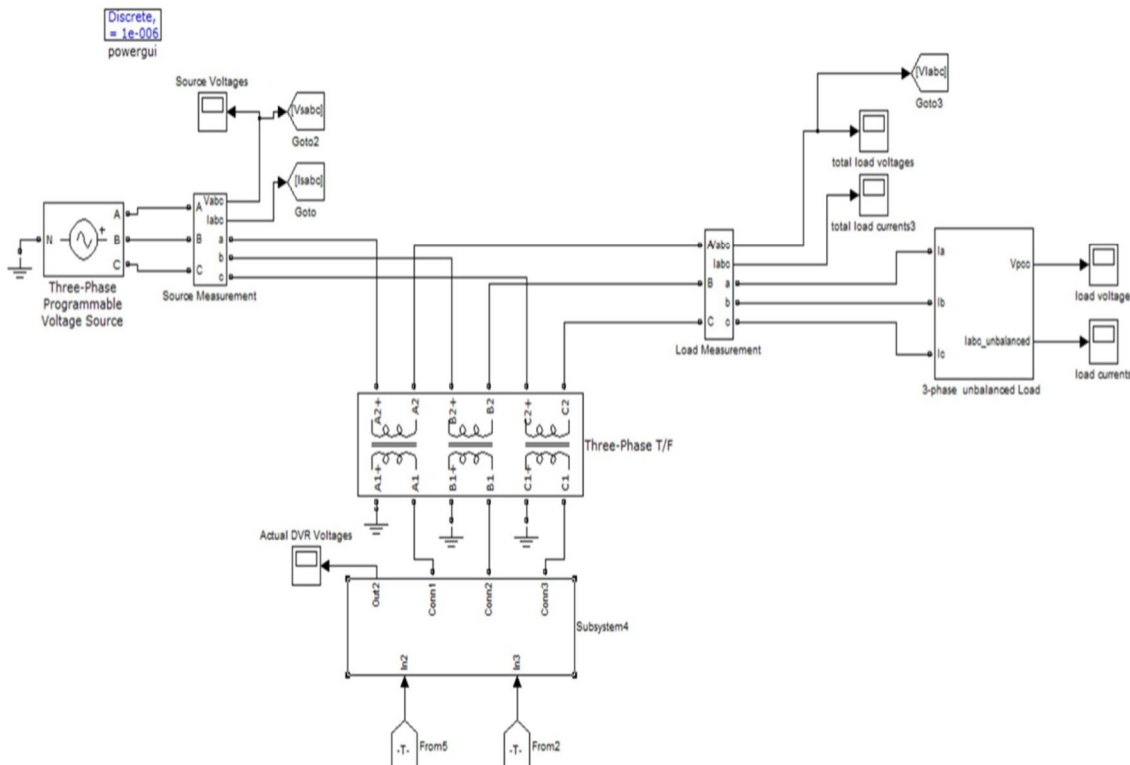 Discrete,
= 1e-006
powergui
Source Voltages
[Vsabc]
Goto2
[Isabc]
Goto
N
A
B
C
Three-Phase
Programmable
Voltage Source
A
B
C
Vabc
Iabc
a
b
c
Source Measurement
[Vlabc]
Goto3
total load voltages
total load currents3
A
B
C
Vabc
Iabc
a
b
c
Load Measurement
Ia
Ib
Ic
Vpcc
Iabc_unbalanced
3-phase unbalanced Load
load voltage
load currents
A2+
A2
B2+
B2
C2+
C2
A1+
A1
B1+
B1
C1+
C1
Three-Phase T/F
Actual DVR Voltages
Out2
Conn1
Conn2
Conn3
In2
In3
Subsystem4
-T-
From5
-T-
From2